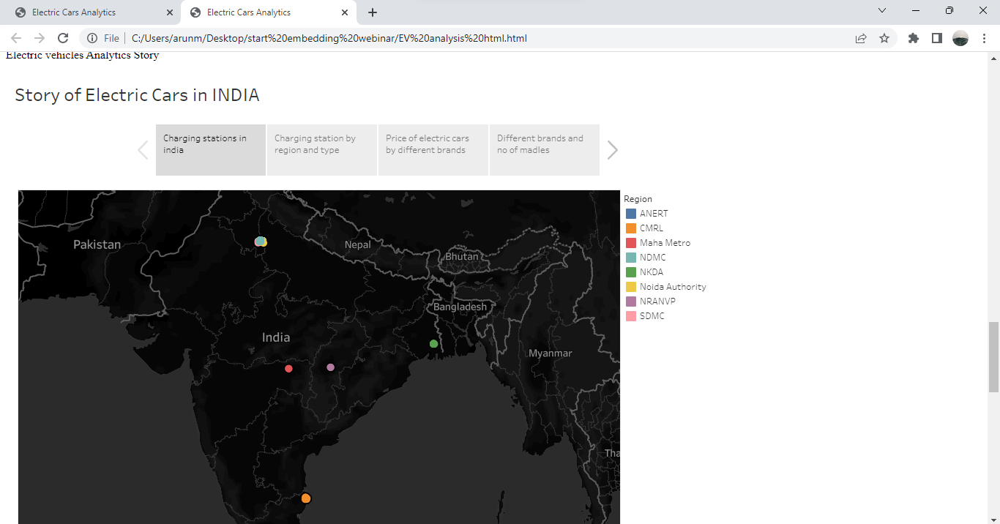 Electric Cars Analytics
Electric Cars Analytics
File
C:/Users/arunm/Desktop/start%20embedding%20webinar/EV%20analysis%20html.html
Electric vehicles Analytics Story
Story of Electric Cars in INDIA
Charging stations in
india
Charging station by
region and type
Price of electric cars
by different brands
Different brands and
no of madles
Region
ANERT
CMRL
Maha Metro
NDMC
NKDA
Noida Authority
NRANVP
SDMC
Pakistan
Nepal
Bhutan
Bangladesh
India
Myanmar
Tha